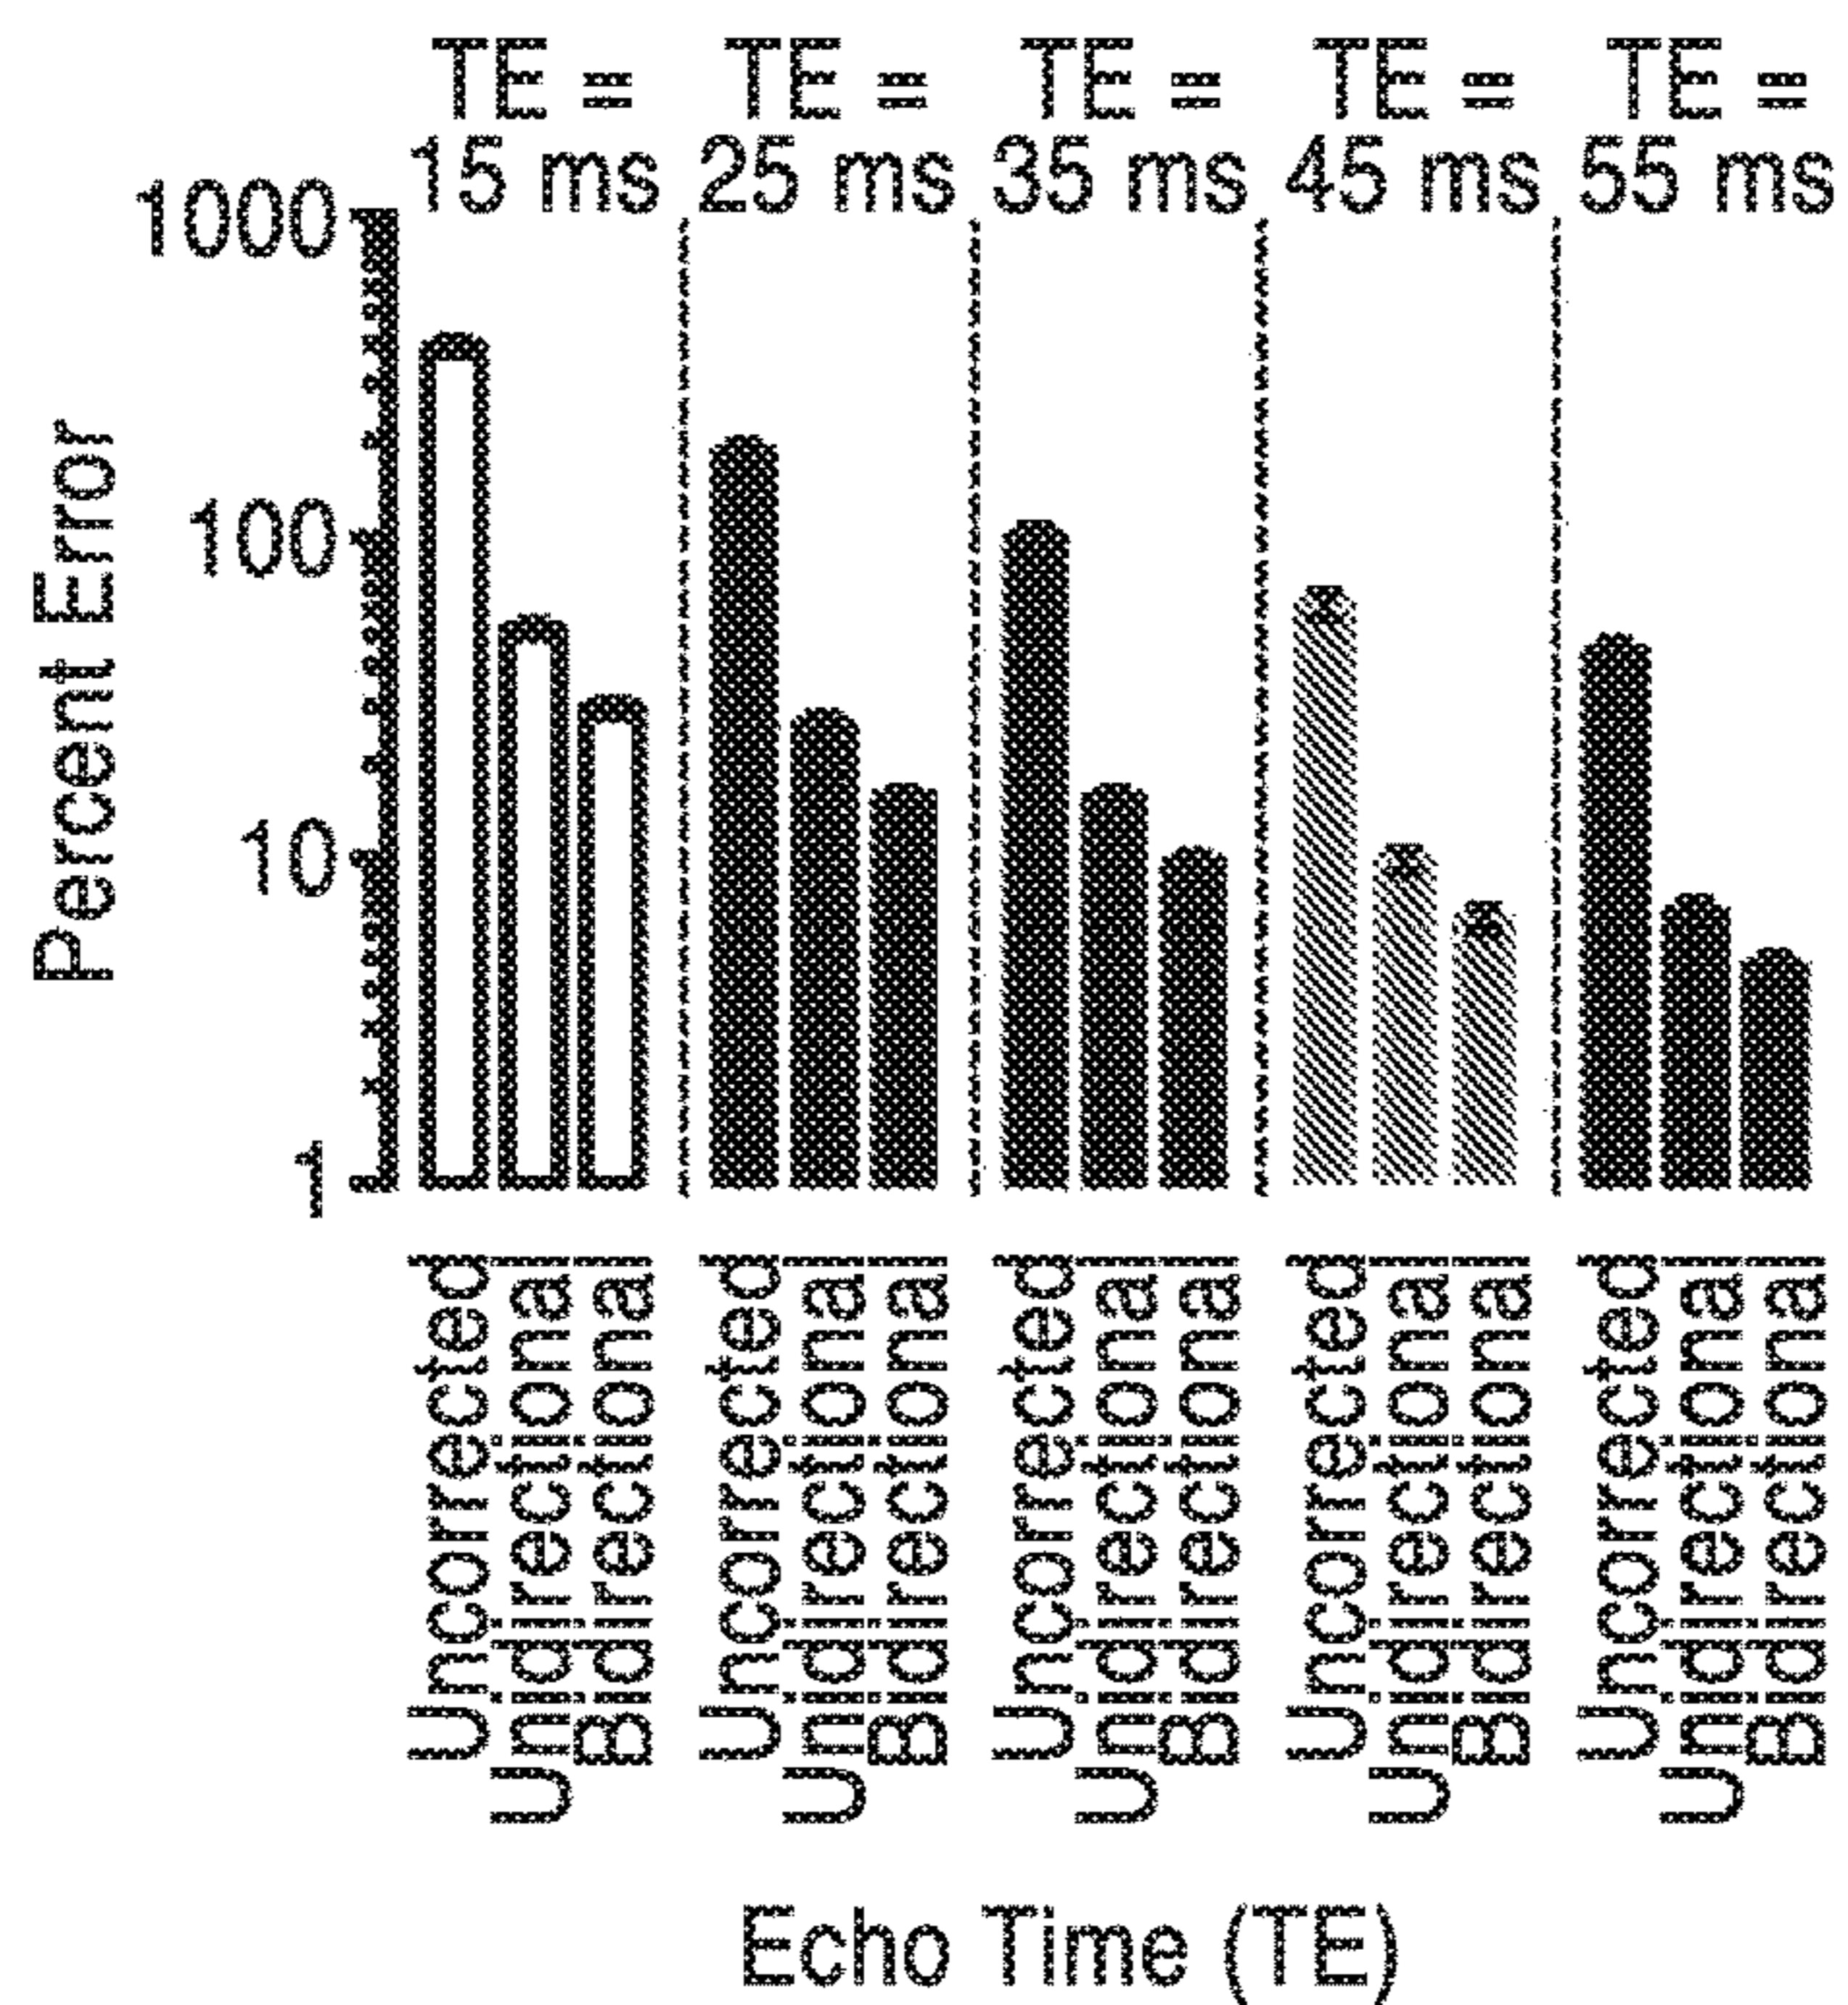 TE = 15 ms
TE = 25 ms
TE = 35 ms
TE = 45 ms
TE = 55 ms
1000
100
10
1
Percent Error
Uncorrected
Unidirectional
Bidirectional
Uncorrected
Unidirectional
Bidirectional
Uncorrected
Unidirectional
Bidirectional
Uncorrected
Unidirectional
Bidirectional
Uncorrected
Unidirectional
Bidirectional
Echo Time (TE)